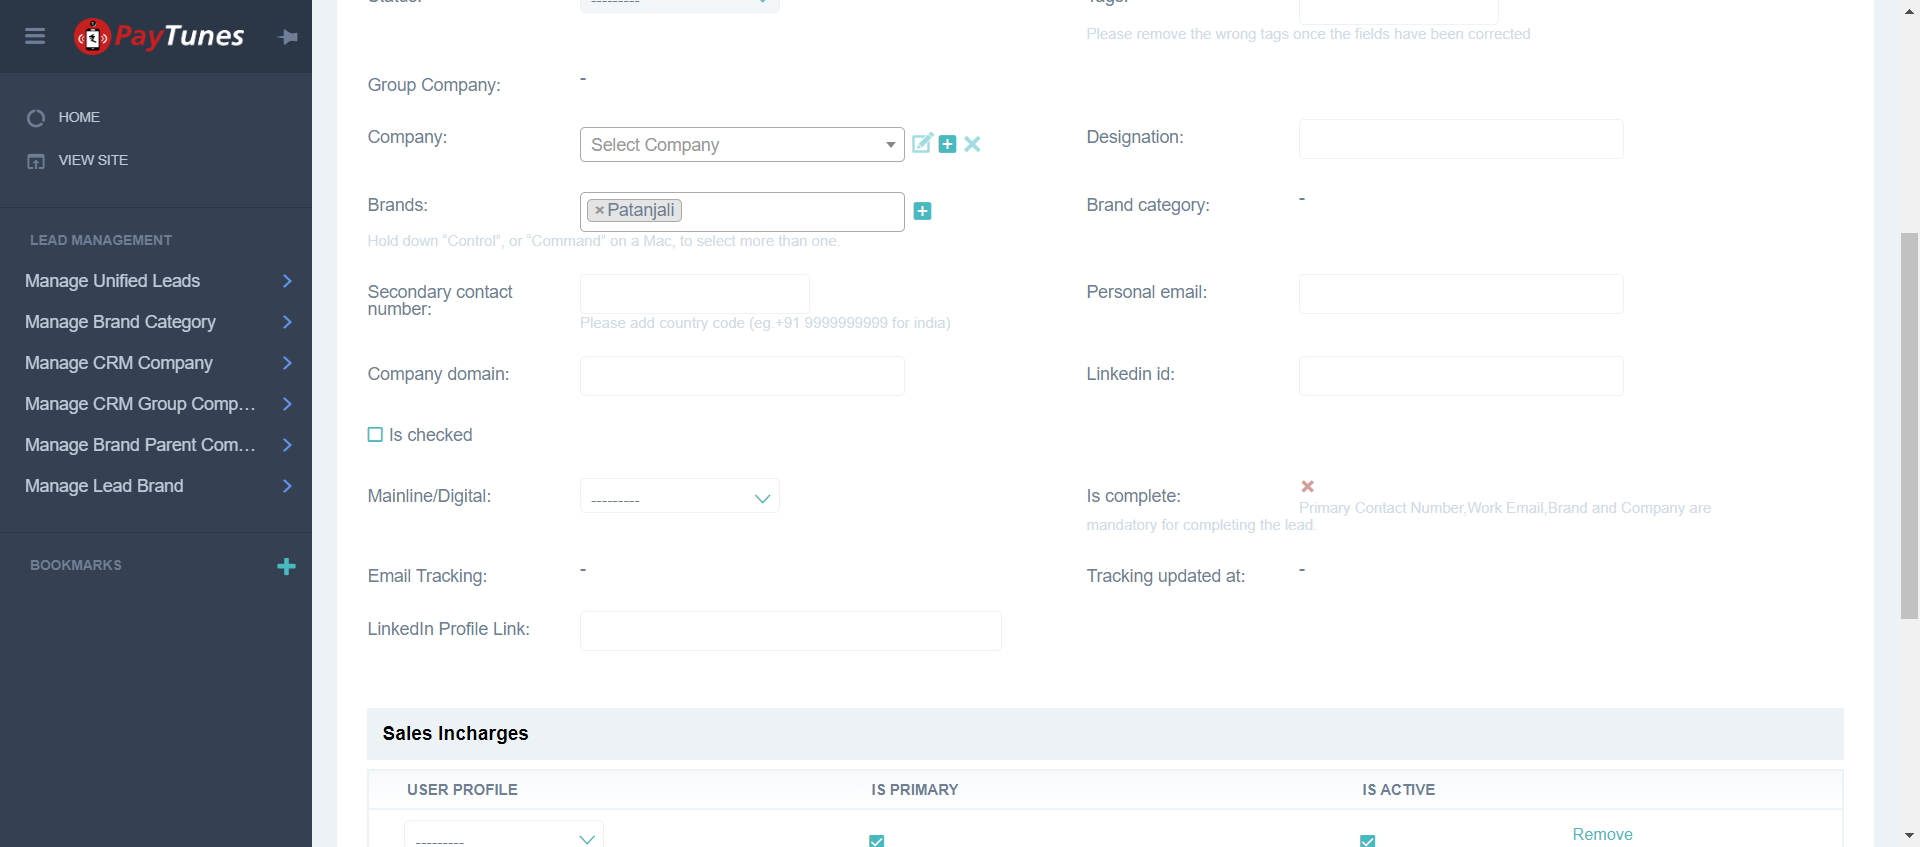 PayTunes
HOME
VIEW SITE
LEAD MANAGEMENT
Manage Unified Leads
Manage Brand Category
Manage CRM Company
Manage CRM Group Comp...
Manage Brand Parent Com...
Manage Lead Brand
BOOKMARKS
Status: ---------
Tags:
Please remove the wrong tags once the fields have been corrected
Group Company: -
Company: Select Company
Designation:
Brands: × Patanjali
Hold down “Control”, or “Command” on a Mac, to select more than one.
Brand category: -
Secondary contact
number:
Please add country code (eg.+91 9999999999 for india)
Personal email:
Company domain:
Linkedin id:
Is checked
Mainline/Digital: ---------
Is complete:
Primary Contact Number,Work Email,Brand and Company are
mandatory for completing the lead.
Email Tracking: -
Tracking updated at: -
LinkedIn Profile Link:
Sales Incharges
USER PROFILE IS PRIMARY IS ACTIVE
--------- Remove